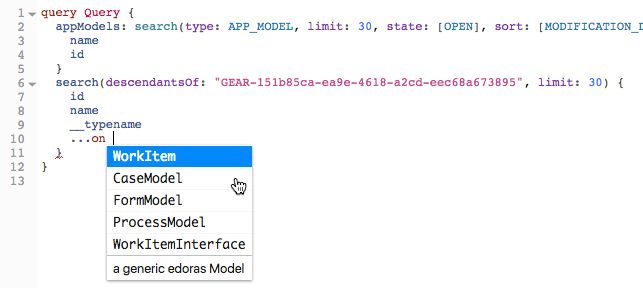 1 query Query {
2 appModels: search(type: APP_MODEL, limit: 30, state: [OPEN], sort: [MODIFICATION_D
3 name
4 id
5 }
6 search(descendantsOf: "GEAR-151b85ca-ea9e-4618-a2cd-eec68a673895", limit: 30) {
7 id
8 name
9 __typename
10 ...on
11 }
12 }
13
WorkItem
CaseModel
FormModel
ProcessModel
WorkItemInterface
a generic edoras Model